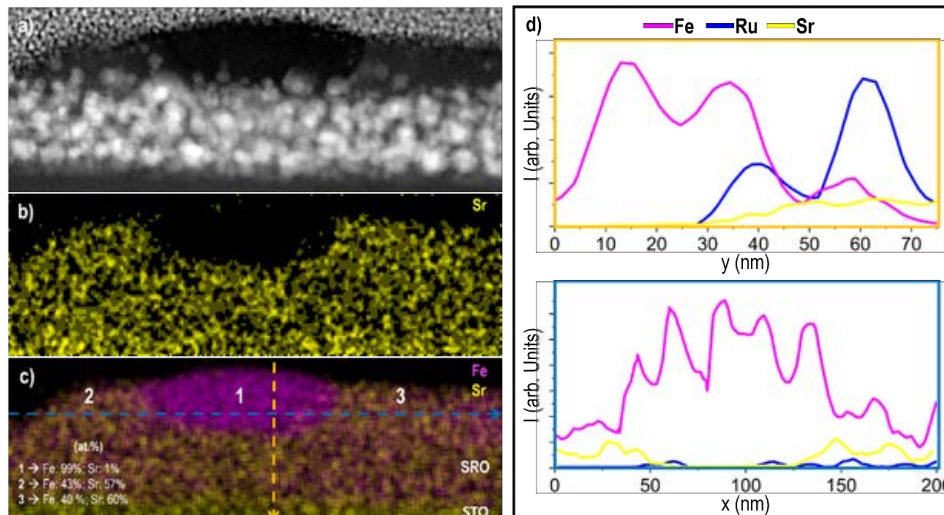 a)
b)
Sr
c)
Fe
Sr
2
1
3
(at.%)
1 → Fe: 99%; Sr: 1%
2 → Fe: 43%; Sr: 57%
3 → Fe: 40 %; Sr: 60%
SRO
STO
d)
Fe Ru Sr
I (arb. Units)
0 10 20 30 40 50 60 70
y (nm)
I (arb. Units)
0 50 100 150 200
x (nm)